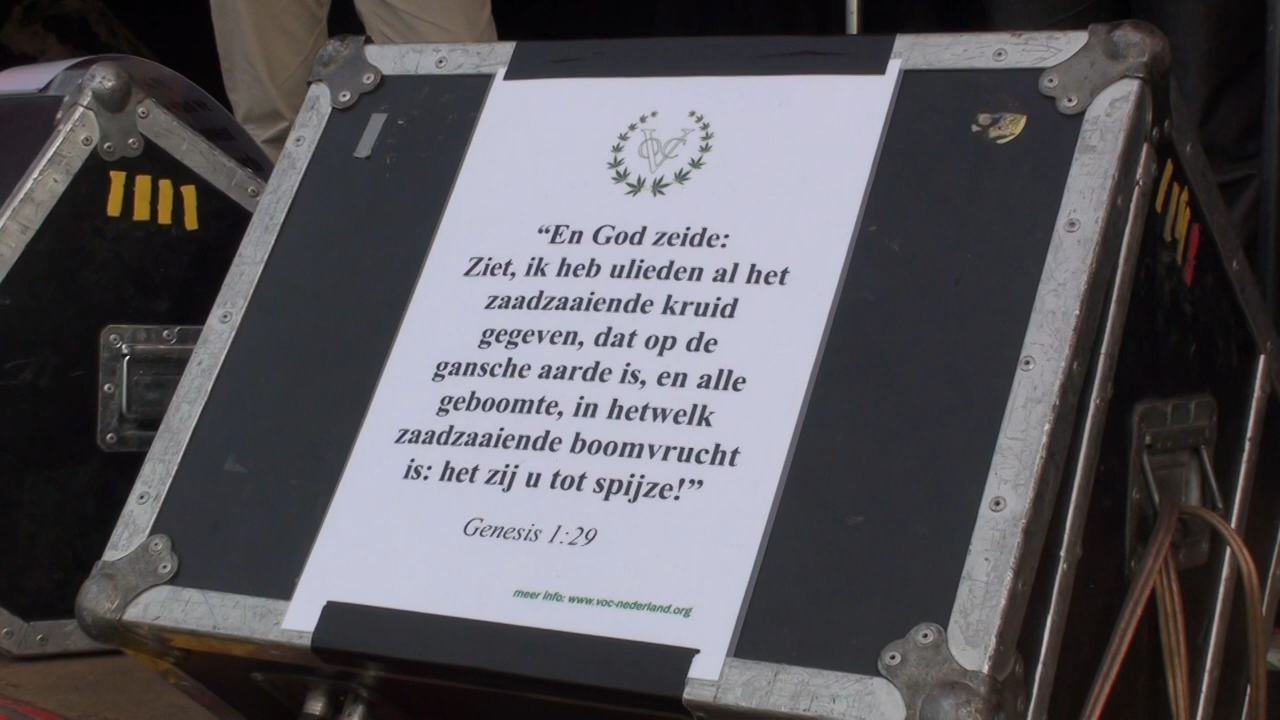 VOC
“En God zeide:
Ziet, ik heb ulieden al het
zaadzaaiende kruid
gegeven, dat op de
gansche aarde is, en alle
geboomte, in hetwelk
zaadzaaiende boomvrucht
is: het zij u tot spijze!”
Genesis 1:29
meer info: www.voc-nederland.org